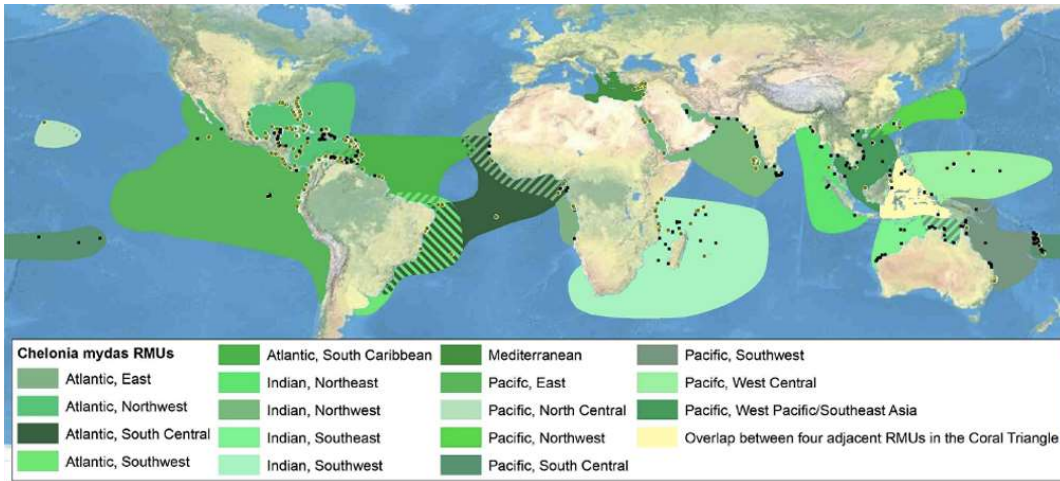 Chelonia mydas RMUs
Atlantic, East
Atlantic, Northwest
Atlantic, South Central
Atlantic, Southwest
Atlantic, South Caribbean
Indian, Northeast
Indian, Northwest
Indian, Southeast
Indian, Southwest
Mediterranean
Pacifc, East
Pacific, North Central
Pacific, Northwest
Pacific, South Central
Pacific, Southwest
Pacifc, West Central
Pacific, West Pacific/Southeast Asia
Overlap between four adjacent RMUs in the Coral Triangle